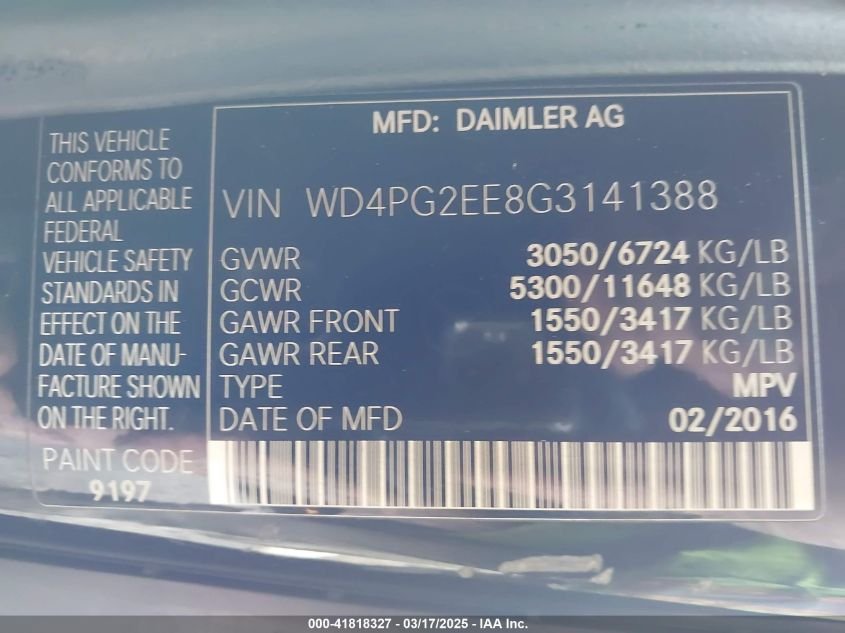 MFD: DAIMLER AG
THIS VEHICLE
CONFORMS TO
ALL APPLICABLE
FEDERAL
VEHICLE SAFETY
STANDARDS IN
EFFECT ON THE
DATE OF MANU-
FACTURE SHOWN
ON THE RIGHT.
PAINT CODE
9197
VIN WD4PG2EE8G3141388
GVWR 3050/6724 KG/LB
GCWR 5300/11648 KG/LB
GAWR FRONT 1550/3417 KG/LB
GAWR REAR 1550/3417 KG/LB
TYPE MPV
DATE OF MFD 02/2016
000-41818327 - 03/17/2025 - IAA Inc.